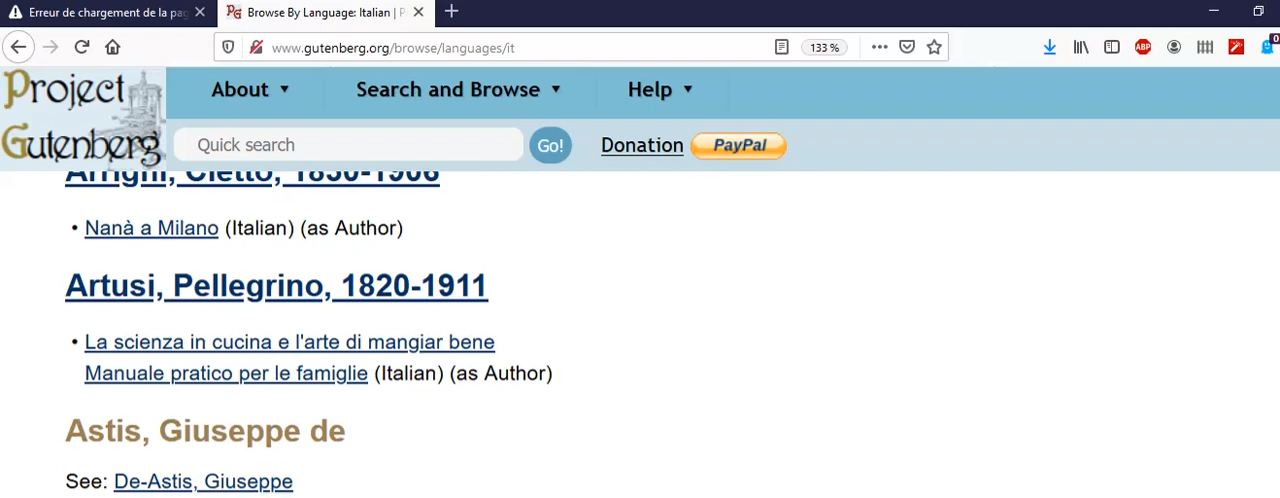 Erreur de chargement de la pag
Browse By Language: Italian | P
www.gutenberg.org/browse/languages/it
133 %
ABP
0
Project
Gutenberg
About
Search and Browse
Help
Quick search
Go!
Donation
PayPal
Arrighi, Cletto, 1830-1906
• Nanà a Milano (Italian) (as Author)
Artusi, Pellegrino, 1820-1911
• La scienza in cucina e l'arte di mangiar bene
Manuale pratico per le famiglie (Italian) (as Author)
Astis, Giuseppe de
See: De-Astis, Giuseppe